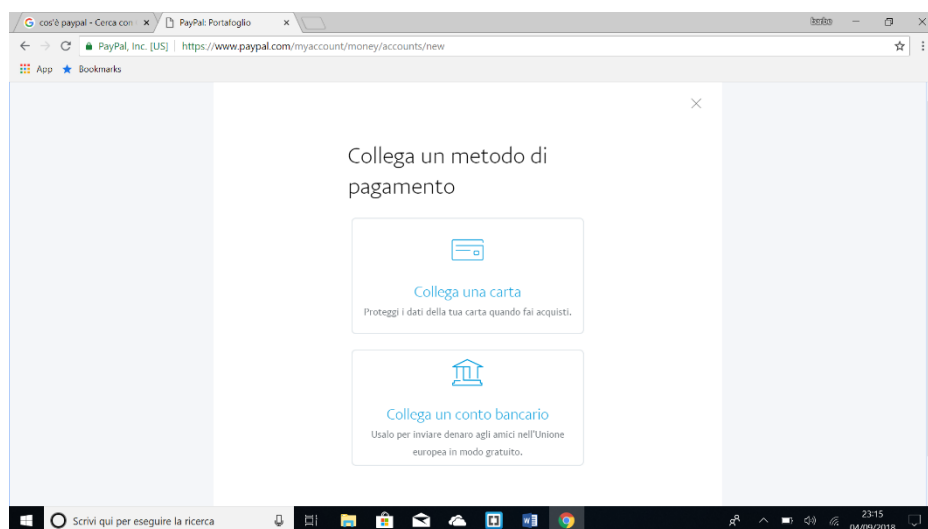 cos'è paypal - Cerca con
PayPal: Portafoglio
PayPal, Inc. [US]
https://www.paypal.com/myaccount/money/accounts/new
App
Bookmarks
Collega un metodo di
pagamento
Collega una carta
Proteggi i dati della tua carta quando fai acquisti.
Collega un conto bancario
Usalo per inviare denaro agli amici nell'Unione
europea in modo gratuito.
Scrivi qui per eseguire la ricerca
23:15
04/09/2018